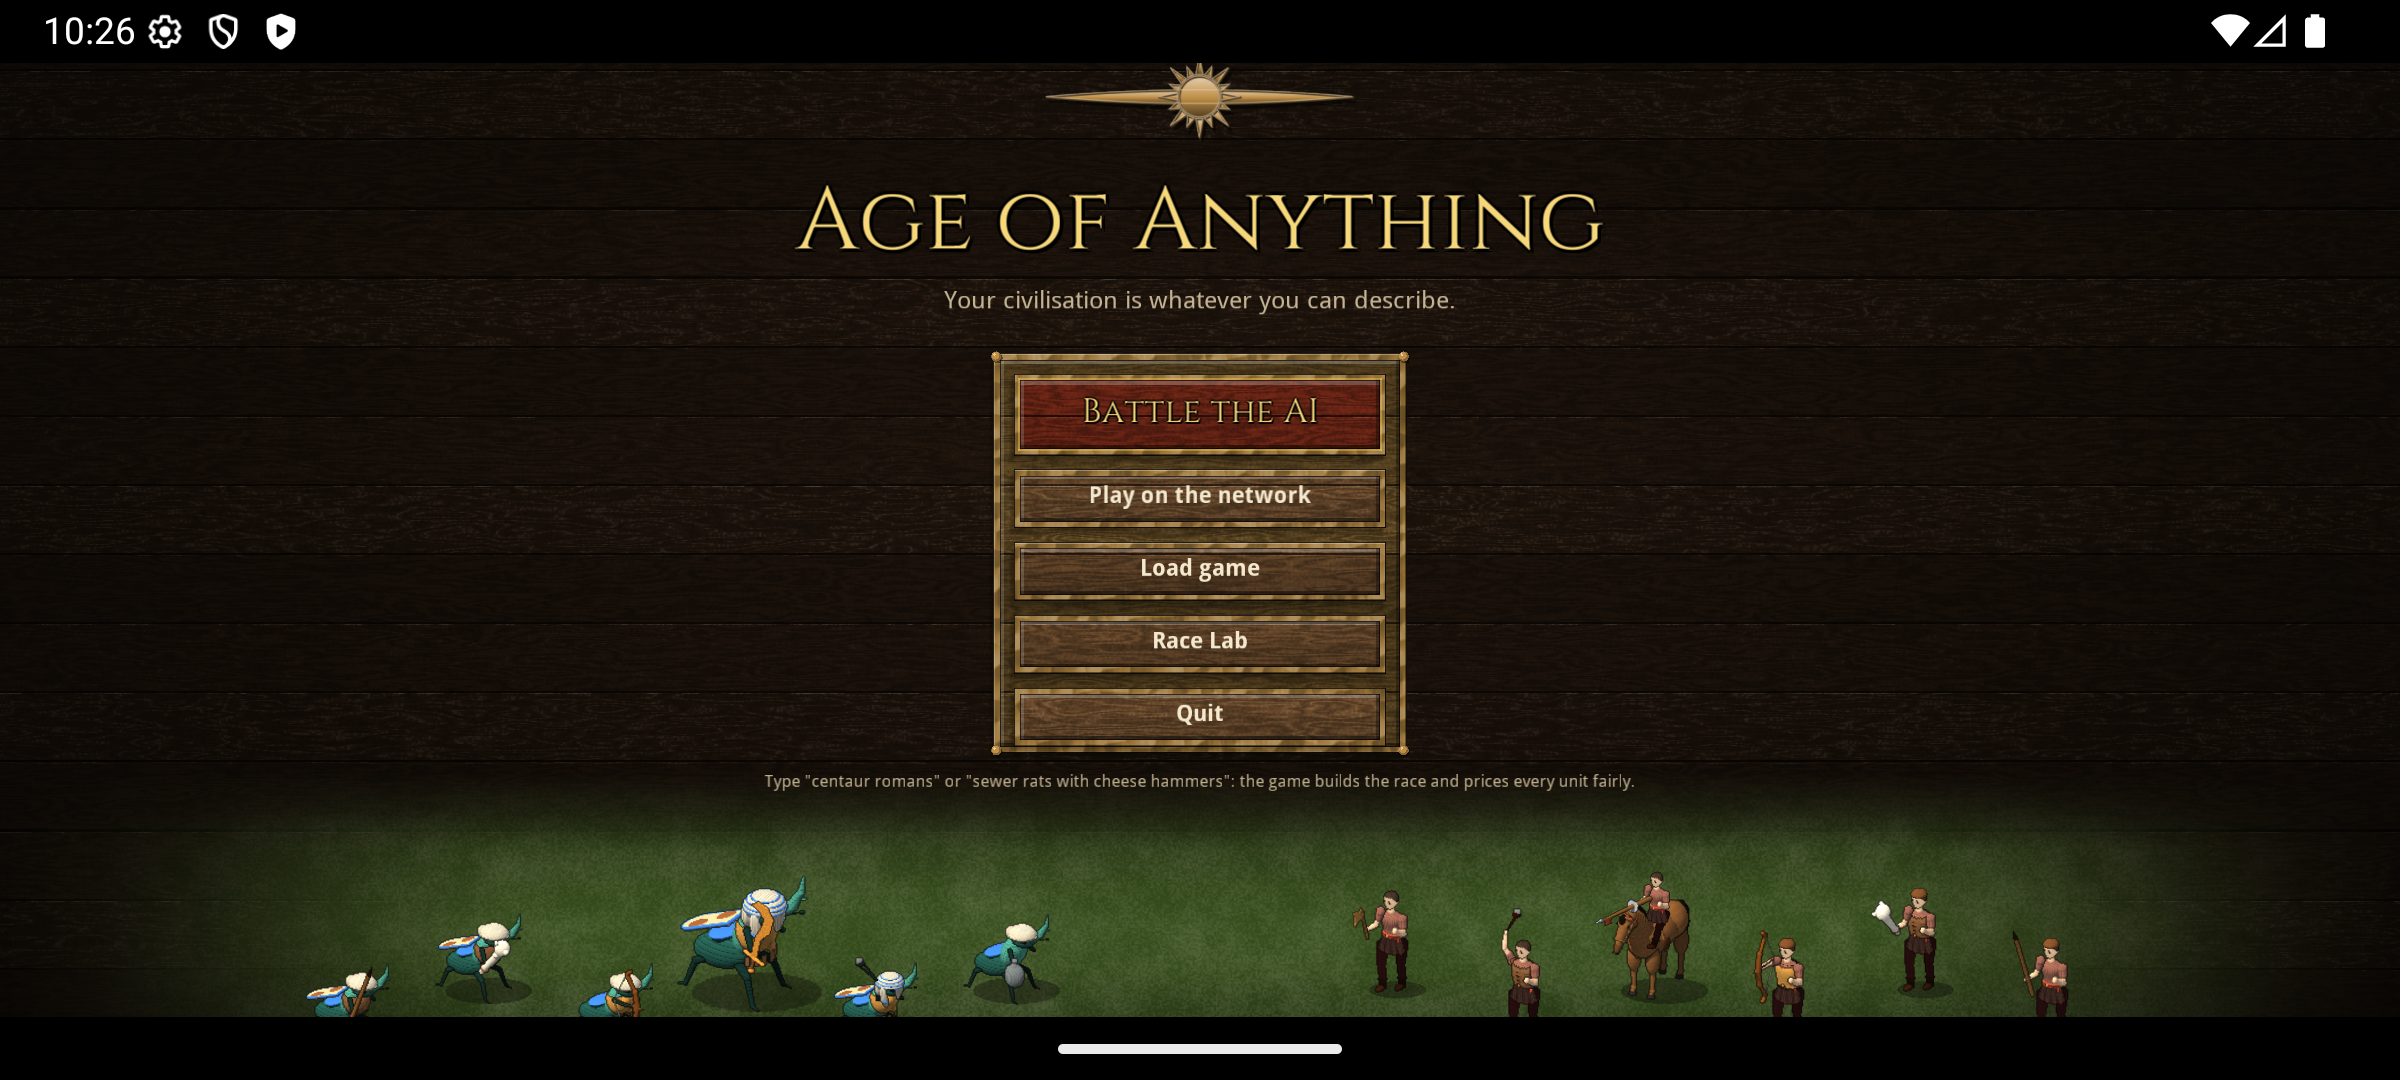 10:26
AGE OF ANYTHING
Your civilisation is whatever you can describe.
BATTLE THE AI
Play on the network
Load game
Race Lab
Quit
Type "centaur romans" or "sewer rats with cheese hammers": the game builds the race and prices every unit fairly.